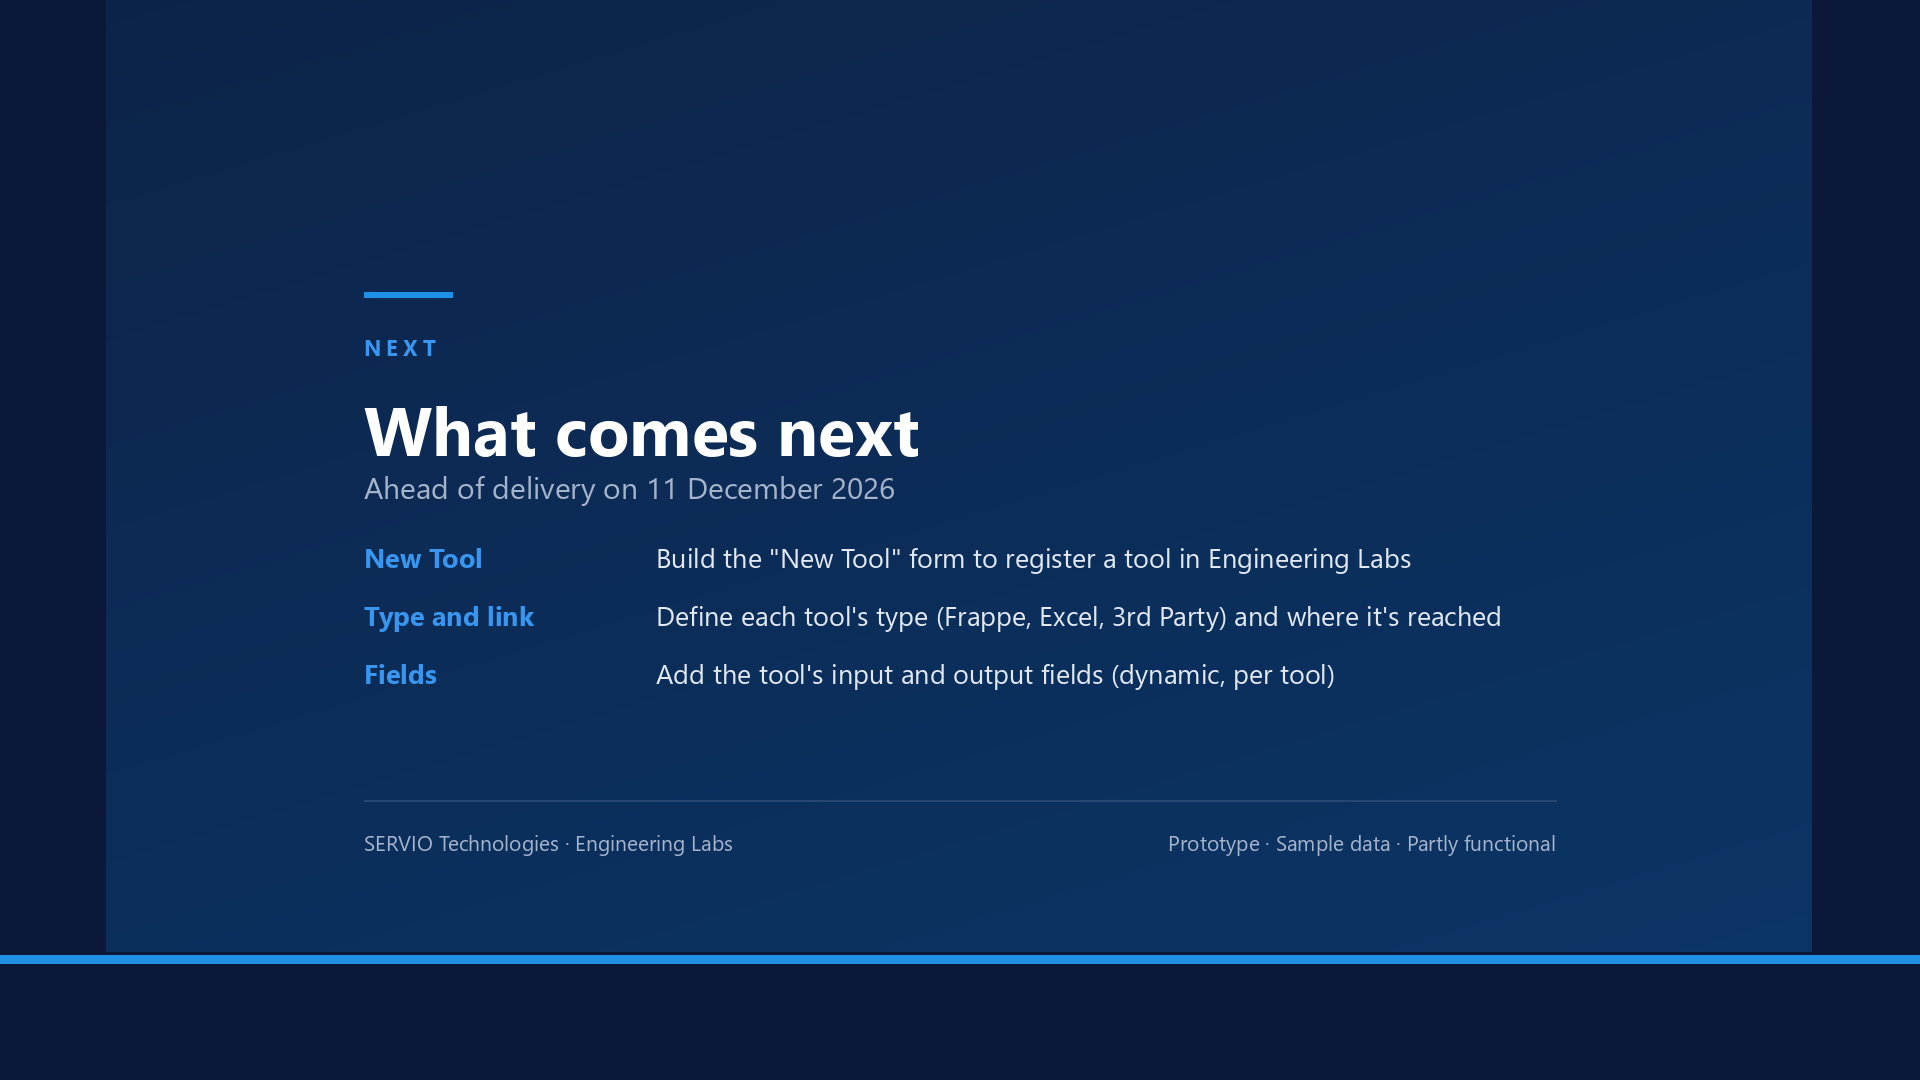 NEXT
What comes next
Ahead of delivery on 11 December 2026
New Tool Build the "New Tool" form to register a tool in Engineering Labs
Type and link Define each tool's type (Frappe, Excel, 3rd Party) and where it's reached
Fields Add the tool's input and output fields (dynamic, per tool)
SERVIO Technologies · Engineering Labs Prototype · Sample data · Partly functional